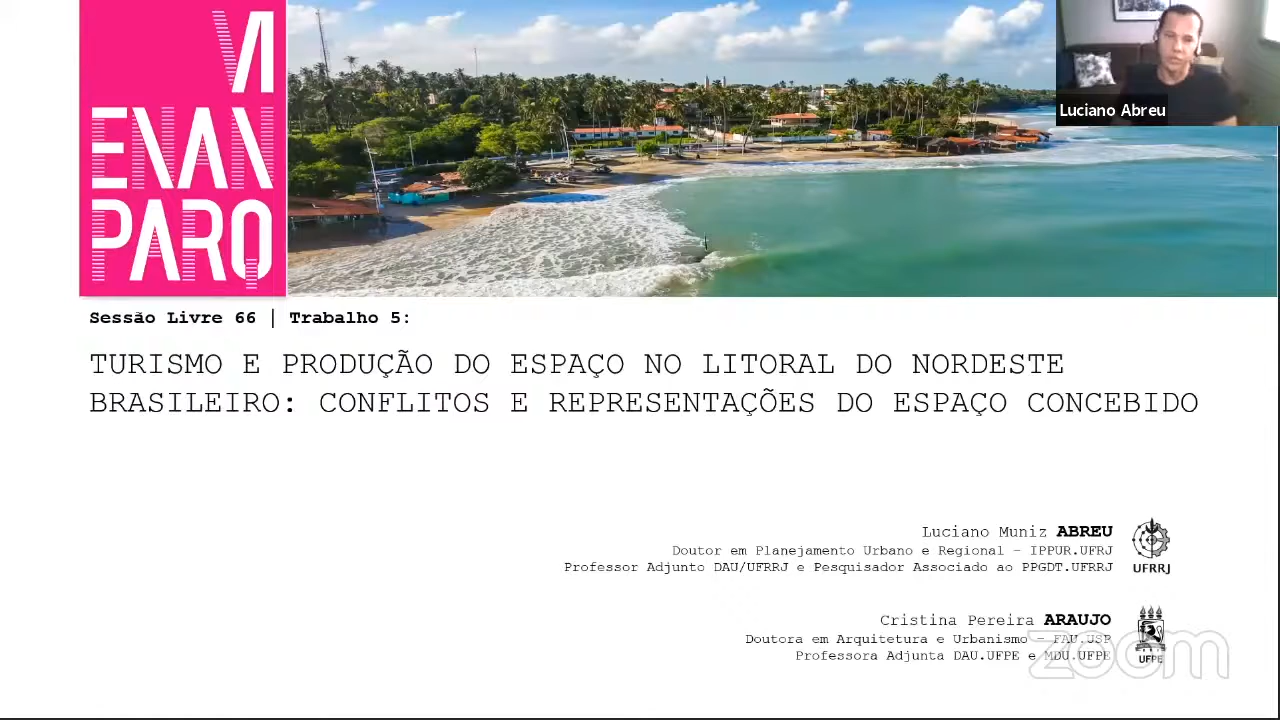 VI
ENAN
PARQ
Luciano Abreu
Sessão Livre 66 | Trabalho 5:
TURISMO E PRODUÇÃO DO ESPAÇO NO LITORAL DO NORDESTE
BRASILEIRO: CONFLITOS E REPRESENTAÇÕES DO ESPAÇO CONCEBIDO
Luciano Muniz ABREU
Doutor em Planejamento Urbano e Regional – IPPUR.UFRJ
Professor Adjunto DAU/UFRRJ e Pesquisador Associado ao PPGDT.UFRRJ
UFRRJ
Cristina Pereira ARAUJO
Doutora em Arquitetura e Urbanismo – FAU.USP
Professora Adjunta DAU.UFPE e MDU.UFPE
UFPE
zoom